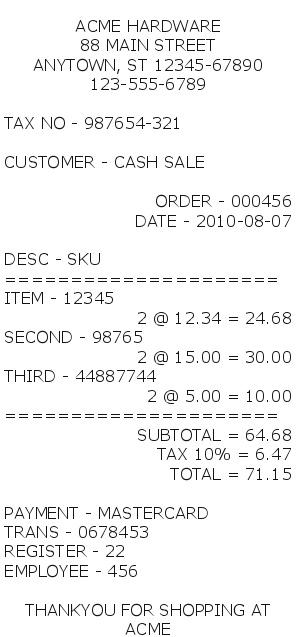 ACME HARDWARE
88 MAIN STREET
ANYTOWN, ST 12345-67890
123-555-6789
TAX NO - 987654-321
CUSTOMER - CASH SALE
ORDER - 000456
DATE - 2010-08-07
DESC - SKU
=====================
ITEM - 12345
2 @ 12.34 = 24.68
SECOND - 98765
2 @ 15.00 = 30.00
THIRD - 44887744
2 @ 5.00 = 10.00
=====================
SUBTOTAL = 64.68
TAX 10% = 6.47
TOTAL = 71.15
PAYMENT - MASTERCARD
TRANS - 0678453
REGISTER - 22
EMPLOYEE - 456
THANKYOU FOR SHOPPING AT
ACME